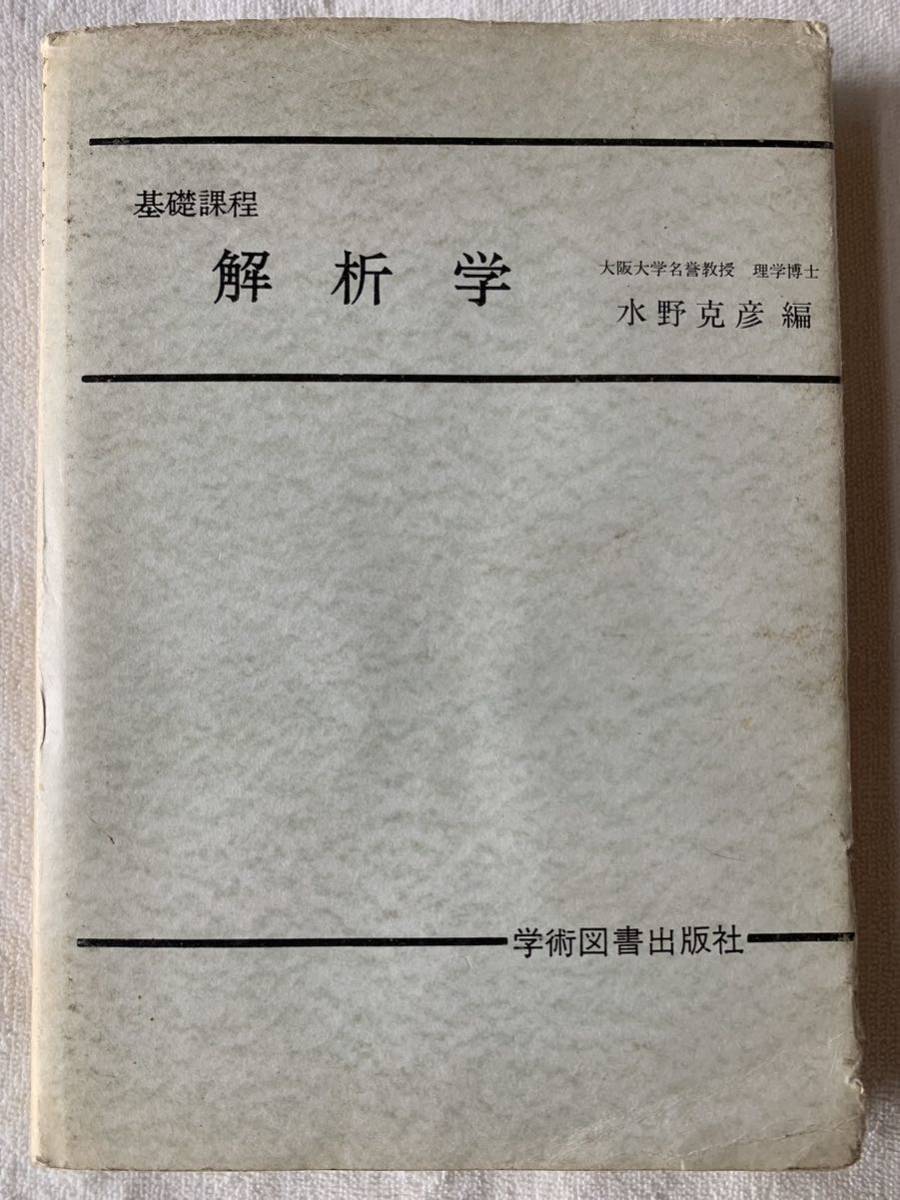 基礎課程
解析学
大阪大学名誉教授 理学博士
水野克彦編
学術図書出版社